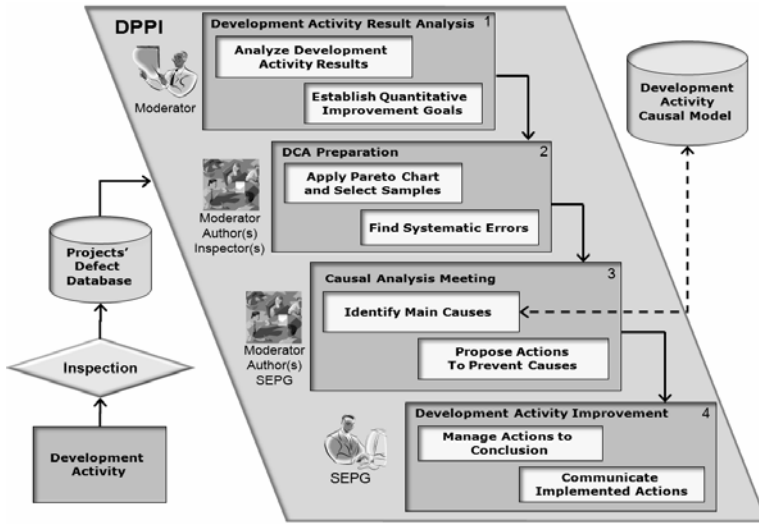 DPPI
Development Activity Result Analysis 1
Analyze Development
Activity Results
Establish Quantitative
Improvement Goals
Moderator
DCA Preparation 2
Apply Pareto Chart
and Select Samples
Find Systematic Errors
Moderator
Author(s)
Inspector(s)
Causal Analysis Meeting 3
Identify Main Causes
Propose Actions
To Prevent Causes
Moderator
Author(s)
SEPG
Development Activity Improvement 4
Manage Actions to
Conclusion
Communicate
Implemented Actions
SEPG
Development
Activity
Causal Model
Projects'
Defect
Database
Inspection
Development
Activity